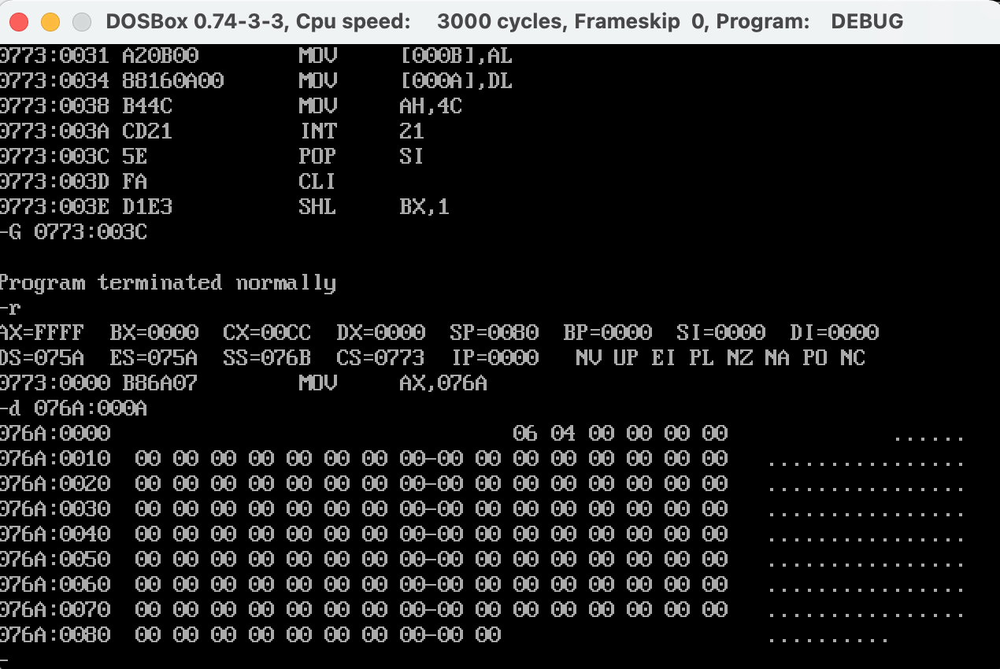 DOSBox 0.74-3-3, Cpu speed: 3000 cycles, Frameskip 0, Program: DEBUG
0773:0031 A20B00 MOV [000B],AL
0773:0034 88160A00 MOV [000A],DL
0773:0038 B44C MOV AH,4C
0773:003A CD21 INT 21
0773:003C 5E POP SI
0773:003D FA CLI
0773:003E D1E3 SHL BX,1
-G 0773:003C
Program terminated normally
-r
AX=FFFF BX=0000 CX=00CC DX=0000 SP=0080 BP=0000 SI=0000 DI=0000
DS=075A ES=075A SS=076B CS=0773 IP=0000 NV UP EI PL NZ NA PO NC
0773:0000 B86A07 MOV AX,076A
-d 076A:000A
076A:0000 06 04 00 00 00 00 ......
076A:0010 00 00 00 00 00 00 00 00-00 00 00 00 00 00 00 00 ................
076A:0020 00 00 00 00 00 00 00 00-00 00 00 00 00 00 00 00 ................
076A:0030 00 00 00 00 00 00 00 00-00 00 00 00 00 00 00 00 ................
076A:0040 00 00 00 00 00 00 00 00-00 00 00 00 00 00 00 00 ................
076A:0050 00 00 00 00 00 00 00 00-00 00 00 00 00 00 00 00 ................
076A:0060 00 00 00 00 00 00 00 00-00 00 00 00 00 00 00 00 ................
076A:0070 00 00 00 00 00 00 00 00-00 00 00 00 00 00 00 00 ................
076A:0080 00 00 00 00 00 00 00 00-00 00 ..........
-